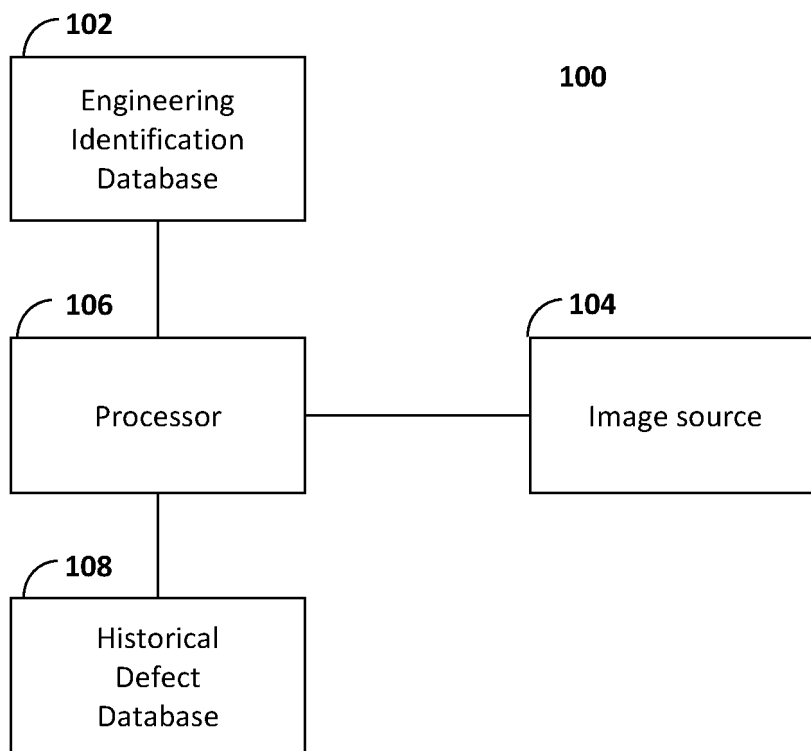 102
100
Engineering
Identification
Database
106
104
Processor
Image source
108
Historical
Defect
Database